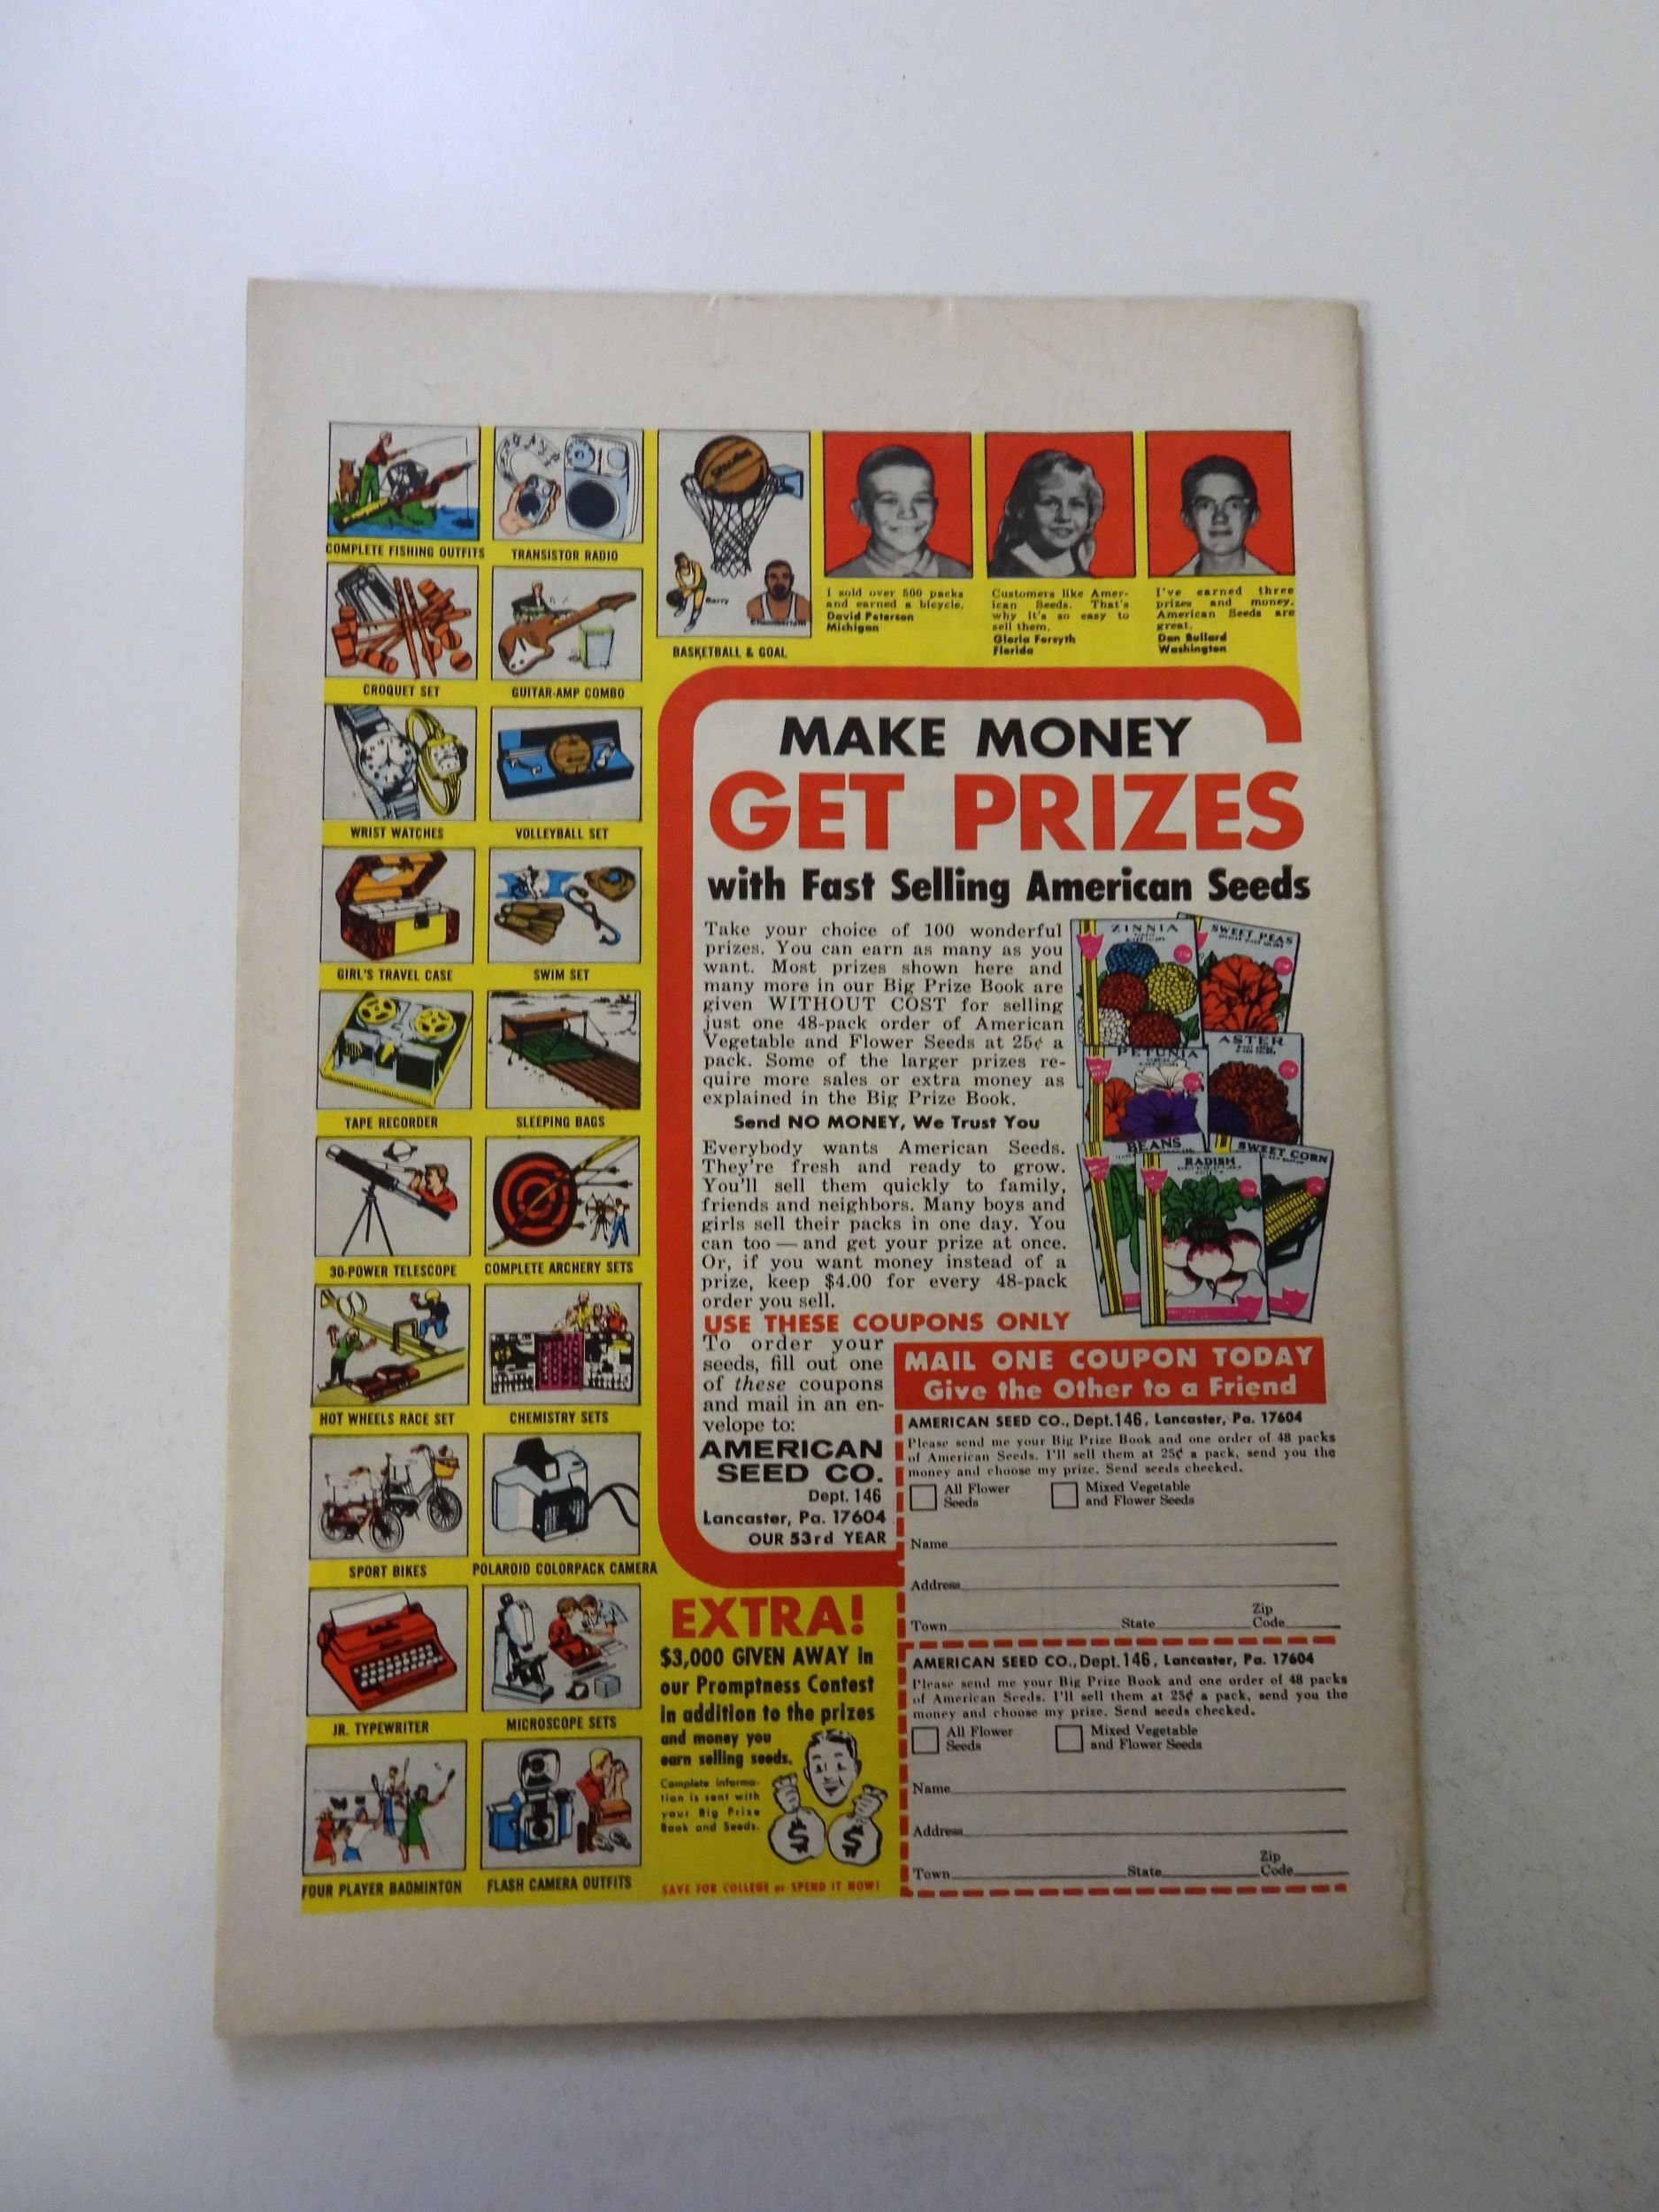 COMPLETE FISHING OUTFITS
TRANSISTOR RADIO
CROQUET SET
GUITAR-AMP COMBO
WRIST WATCHES
VOLLEYBALL SET
GIRL'S TRAVEL CASE
SWIM SET
TAPE RECORDER
SLEEPING BAGS
30-POWER TELESCOPE
COMPLETE ARCHERY SETS
HOT WHEELS RACE SET
CHEMISTRY SETS
SPORT BIKES
POLAROID COLORPACK CAMERA
JR. TYPEWRITER
MICROSCOPE SETS
FOUR PLAYER BADMINTON
FLASH CAMERA OUTFITS
Barry
Chamberlain
BASKETBALL & GOAL
I sold over 500 packs
and earned a bicycle.
David Peterson
Michigan
Customers like Amer-
ican Seeds. That's
why it's so easy to
sell them.
Gloria Forsyth
Florida
I've earned three
prizes and money.
American Seeds are
great.
Dan Bullard
Washington
MAKE MONEY
GET PRIZES
with Fast Selling American Seeds
Take your choice of 100 wonderful
prizes. You can earn as many as you
want. Most prizes shown here and
many more in our Big Prize Book are
given WITHOUT COST for selling
just one 48-pack order of American
Vegetable and Flower Seeds at 25¢ a
pack. Some of the larger prizes re-
quire more sales or extra money as
explained in the Big Prize Book.
Send NO MONEY, We Trust You
Everybody wants American Seeds.
They're fresh and ready to grow.
You'll sell them quickly to family,
friends and neighbors. Many boys and
girls sell their packs in one day. You
can too — and get your prize at once.
Or, if you want money instead of a
prize, keep $4.00 for every 48-pack
order you sell.
ZINNIA
SWEET PEAS
PETUNIA
ASTER
BEANS
RADISH
SWEET CORN
USE THESE COUPONS ONLY
To order your
seeds, fill out one
of these coupons
and mail in an en-
velope to:
AMERICAN
SEED CO.
Dept. 146
Lancaster, Pa. 17604
OUR 53rd YEAR
MAIL ONE COUPON TODAY
Give the Other to a Friend
AMERICAN SEED CO., Dept. 146, Lancaster, Pa. 17604
Please send me your Big Prize Book and one order of 48 packs
of American Seeds. I'll sell them at 25¢ a pack, send you the
money and choose my prize. Send seeds checked.
All Flower
Seeds
Mixed Vegetable
and Flower Seeds
Name
Address
Town State Zip Code
AMERICAN SEED CO., Dept. 146, Lancaster, Pa. 17604
Please send me your Big Prize Book and one order of 48 packs
of American Seeds. I'll sell them at 25¢ a pack, send you the
money and choose my prize. Send seeds checked.
All Flower
Seeds
Mixed Vegetable
and Flower Seeds
Name
Address
Town State Zip Code
EXTRA!
$3,000 GIVEN AWAY in
our Promptness Contest
in addition to the prizes
and money you
earn selling seeds.
Complete informa-
tion is sent with
your Big Prize
Book and Seeds.
$ $
SAVE FOR COLLEGE or SPEND IT NOW!